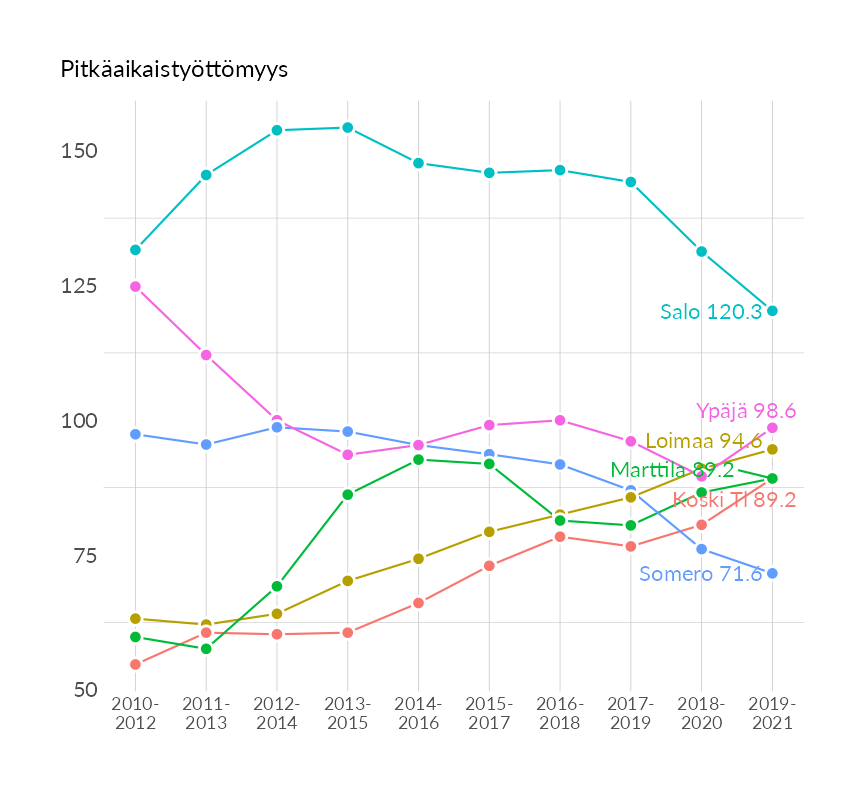 Pitkäaikaistyöttömyys
150
125
100
75
50
Salo 120.3
Ypäjä 98.6
Loimaa 94.6
Marttila 89.2
Koski Tl 89.2
Somero 71.6
2010-2012
2011-2013
2012-2014
2013-2015
2014-2016
2015-2017
2016-2018
2017-2019
2018-2020
2019-2021